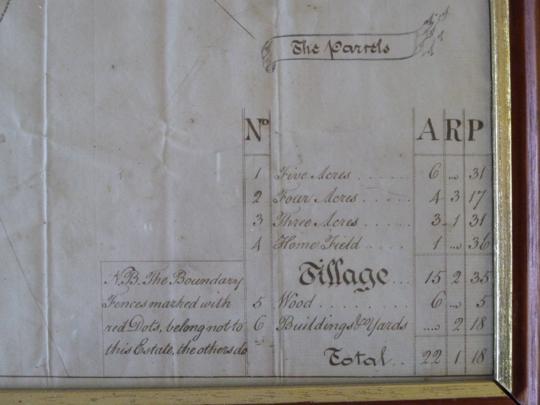 The Parcels
No A R P
1 Five Acres . . . . . . 6 .. 31
2 Four Acres . . . . . . 4 3 17
3 Three Acres . . . . . 3 1 31
4 Home Field . . . . 1 ... 36
Tillage ... 15 2 35
5 Wood . . . . . . . . 6 .. 5
6 Buildings &c Yards .... 2 18
Total .. 22 1 18
N.B. The Boundary
Fences marked with
red Dots, belong not to
this Estate, the others do